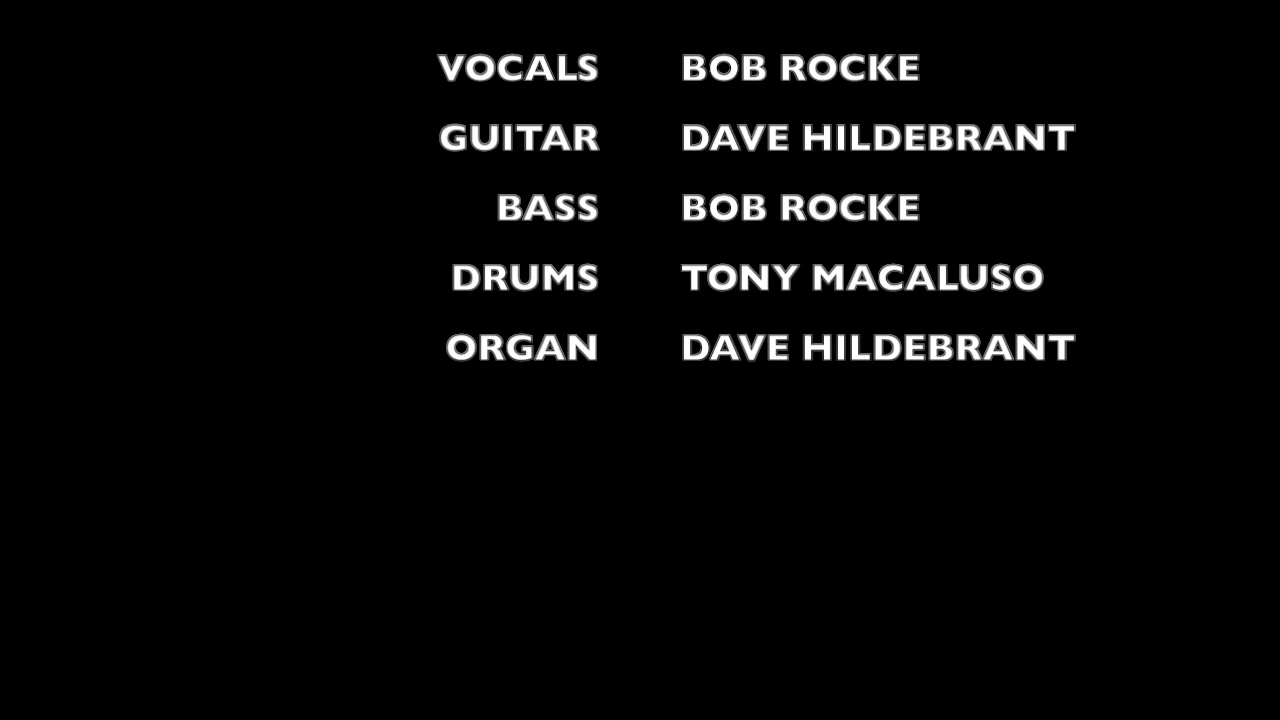 VOCALS BOB ROCKE
GUITAR DAVE HILDEBRANT
BASS BOB ROCKE
DRUMS TONY MACALUSO
ORGAN DAVE HILDEBRANT